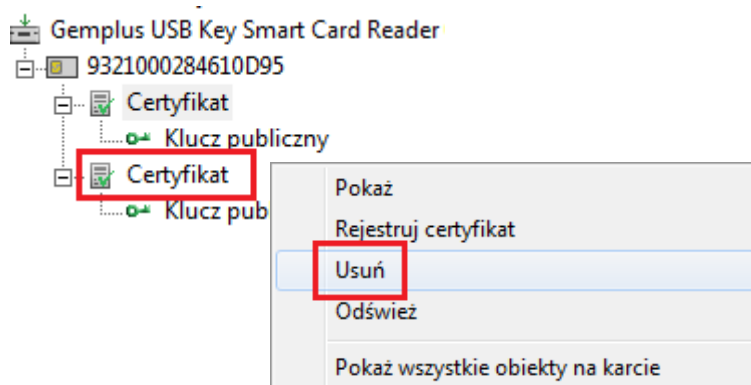 Gemplus USB Key Smart Card Reader
9321000284610D95
Certyfikat
Klucz publiczny
Certyfikat
Klucz pub
Pokaż
Rejestruj certyfikat
Usuń
Odśwież
Pokaż wszystkie obiekty na karcie